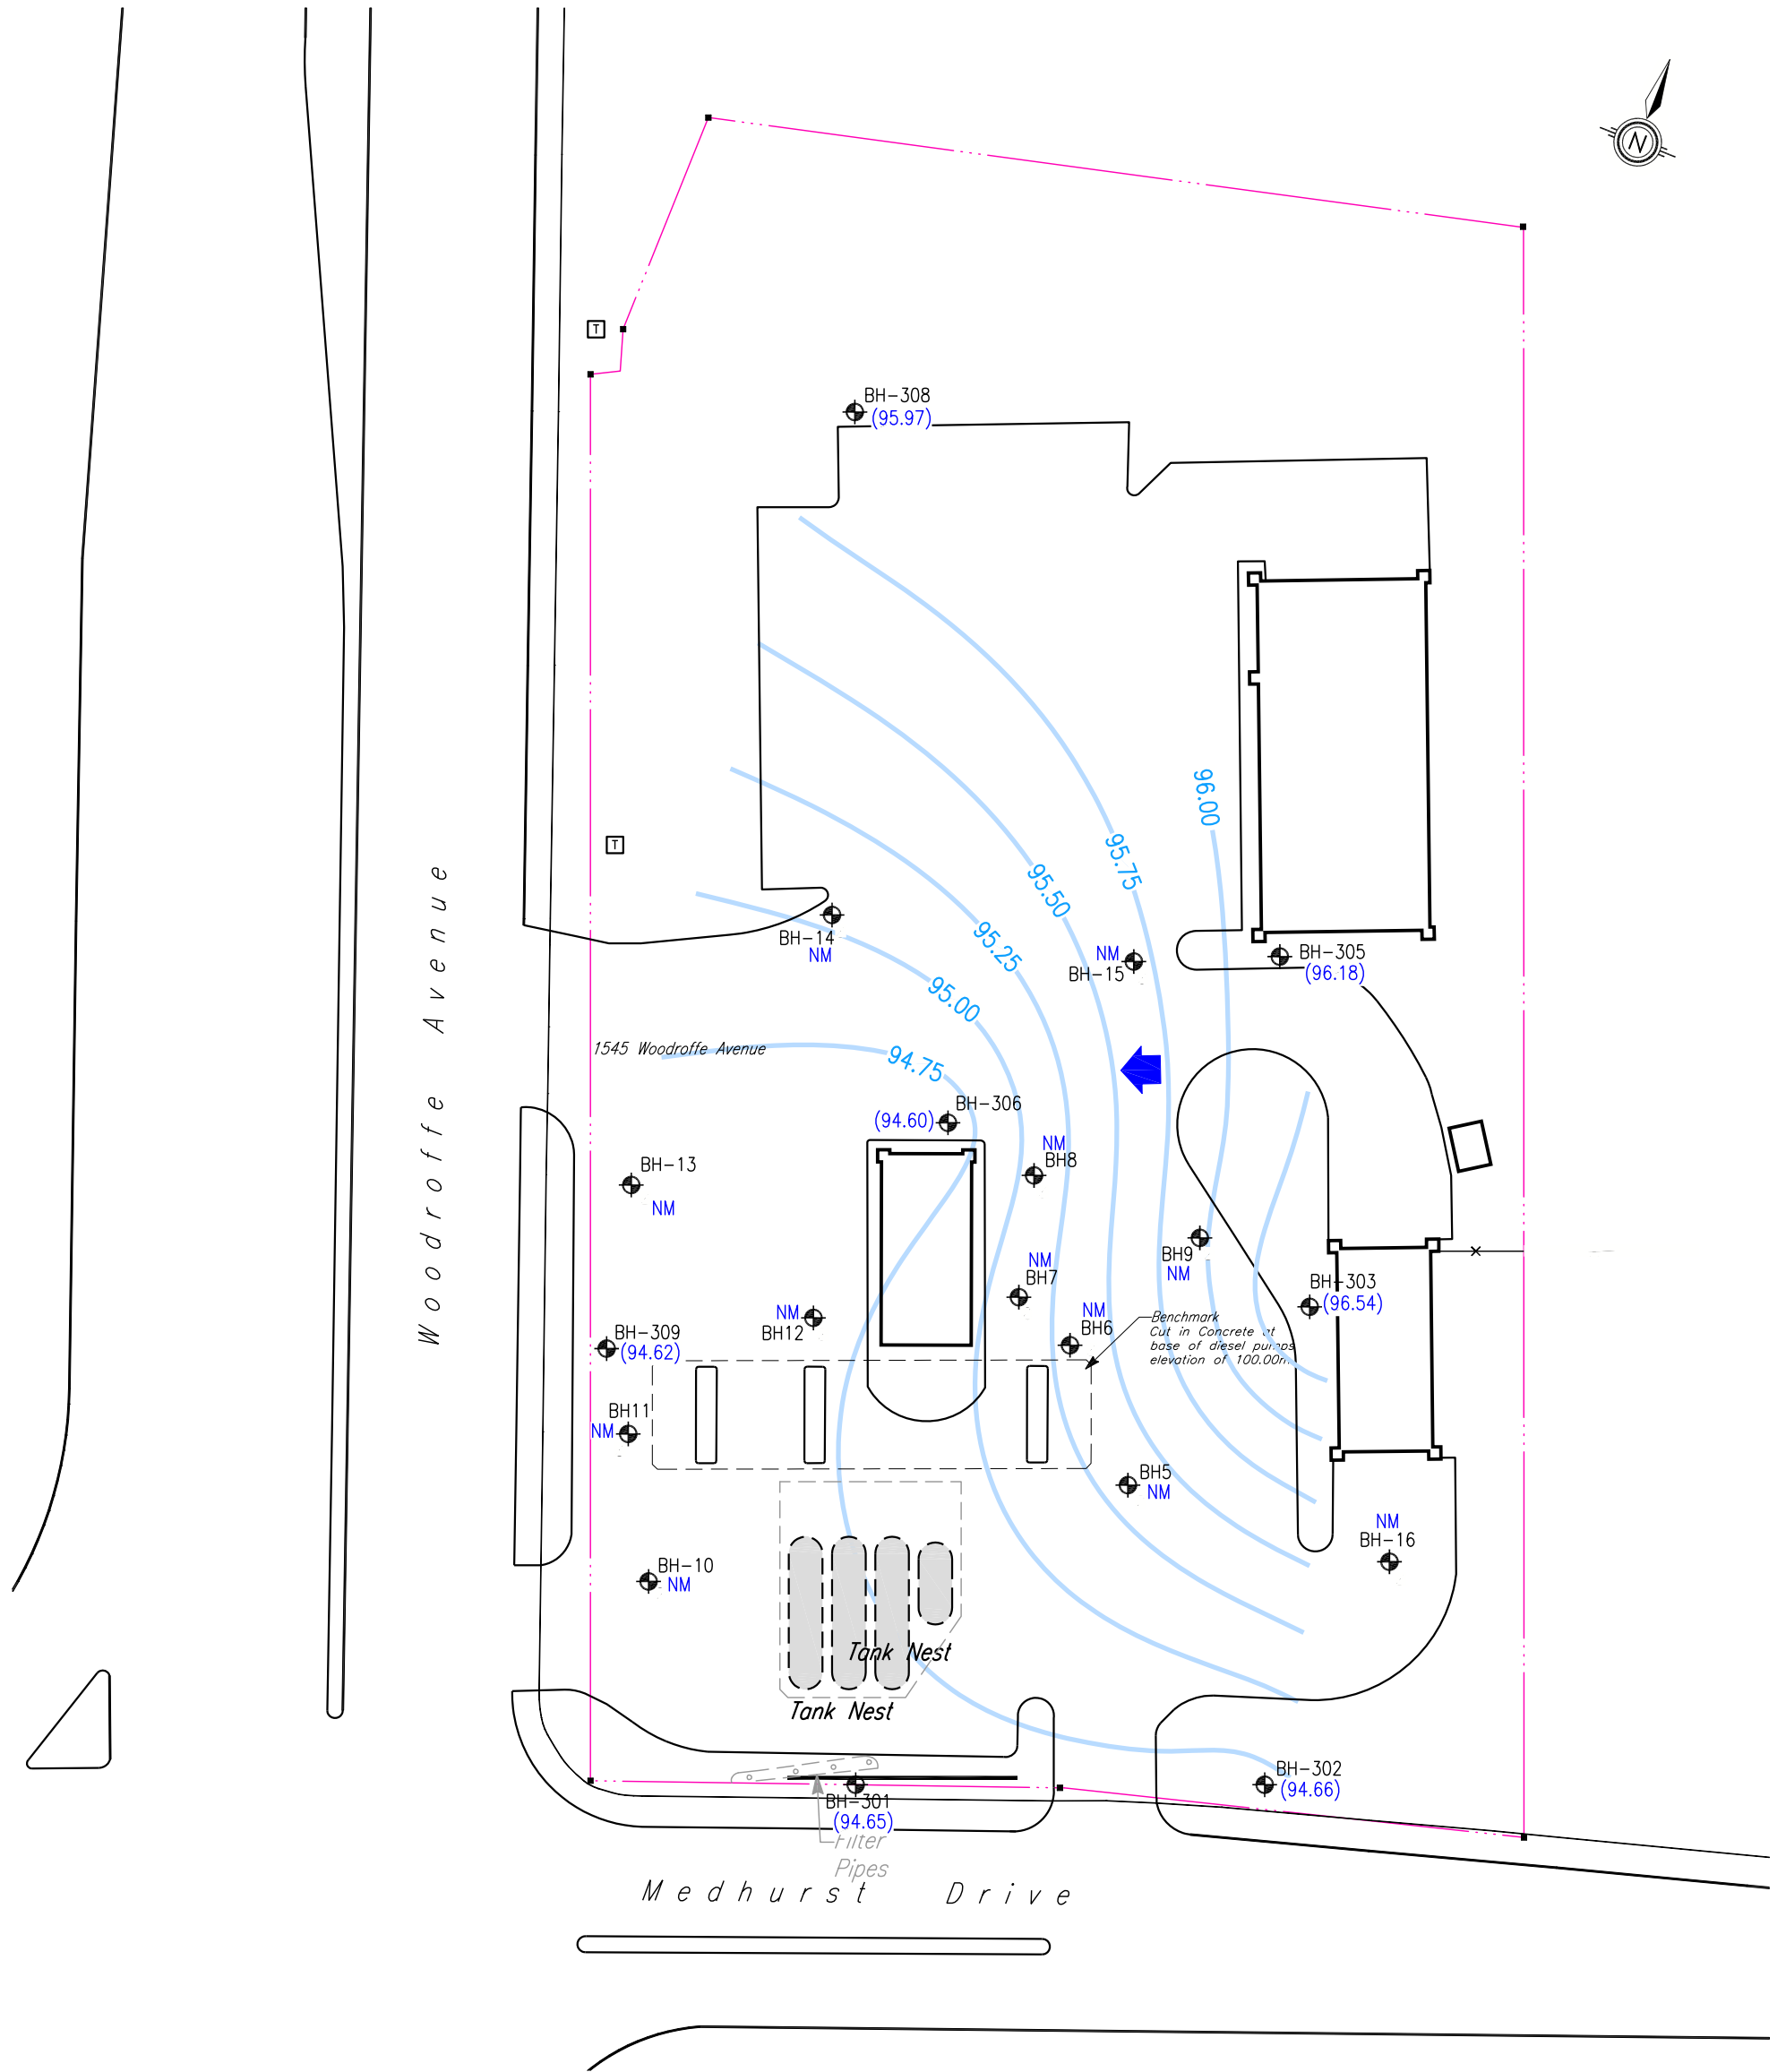 N
T
BH-308
(95.97)
96.00
T
95.75
95.50
95.25
95.00
94.75
BH-14
NM
NM
BH-15
BH-305
(96.18)
Woodroffe Avenue
1545 Woodroffe Avenue
BH-306
(94.60)
NM
BH8
BH-13
NM
BH9
NM
NM
BH7
BH-303
(96.54)
NM
BH12
NM
BH6
Benchmark
Cut in Concrete at
base of diesel pumps
elevation of 100.00m
BH-309
(94.62)
BH11
NM
BH5
NM
NM
BH-16
BH-10
NM
Tank Nest
Tank Nest
BH-302
(94.66)
BH-301
(94.65)
Filter
Pipes
Medhurst Drive